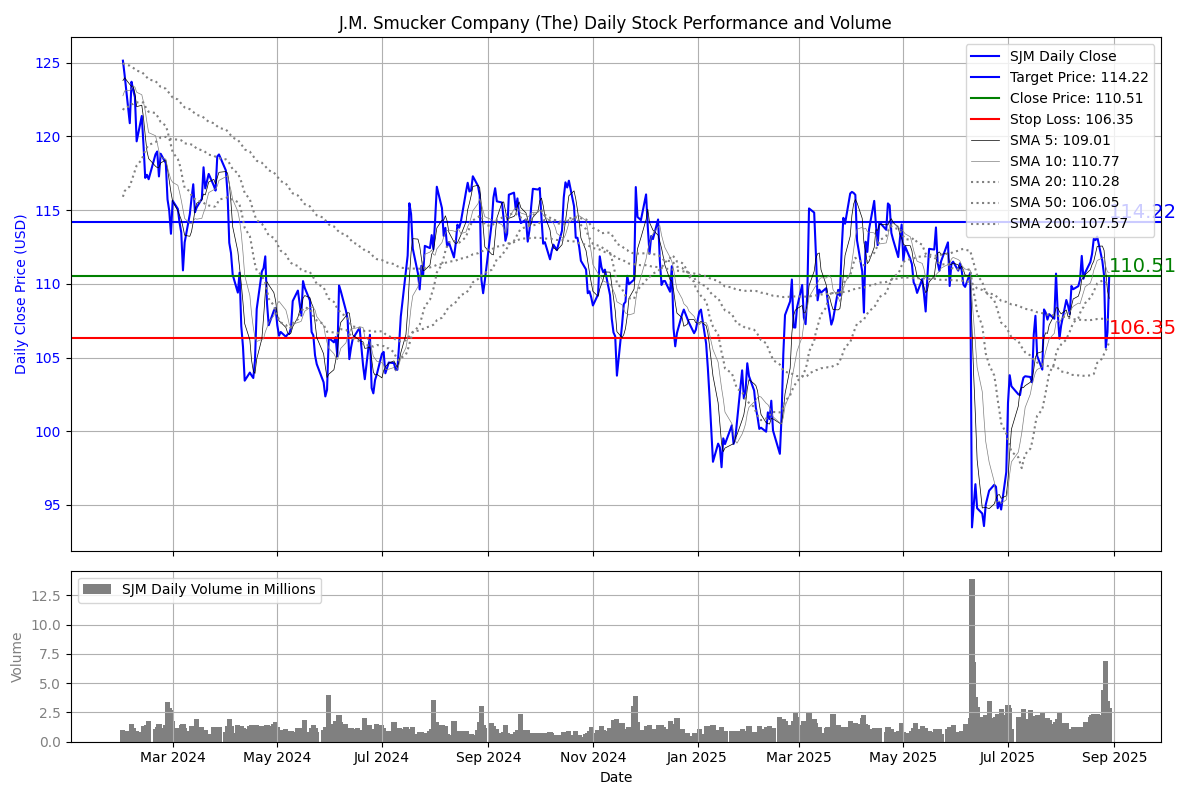 J.M. Smucker Company (The) Daily Stock Performance and Volume
Daily Close Price (USD)
125
120
115
110
105
100
95
SJM Daily Close
Target Price: 114.22
Close Price: 110.51
Stop Loss: 106.35
SMA 5: 109.01
SMA 10: 110.77
SMA 20: 110.28
SMA 50: 106.05
SMA 200: 107.57
114.22
110.51
106.35
Volume
12.5
10.0
7.5
5.0
2.5
0.0
SJM Daily Volume in Millions
Mar 2024
May 2024
Jul 2024
Sep 2024
Nov 2024
Jan 2025
Mar 2025
May 2025
Jul 2025
Sep 2025
Date